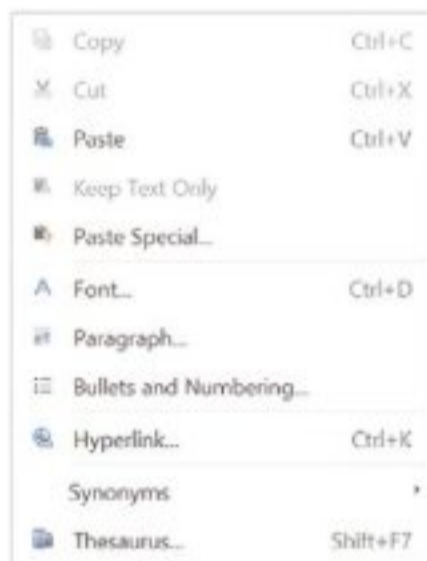 Copy Ctrl+C
Cut Ctrl+X
Paste Ctrl+V
Keep Text Only
Paste Special...
Font... Ctrl+D
Paragraph...
Bullets and Numbering...
Hyperlink... Ctrl+K
Synonyms
Thesaurus... Shift+F7